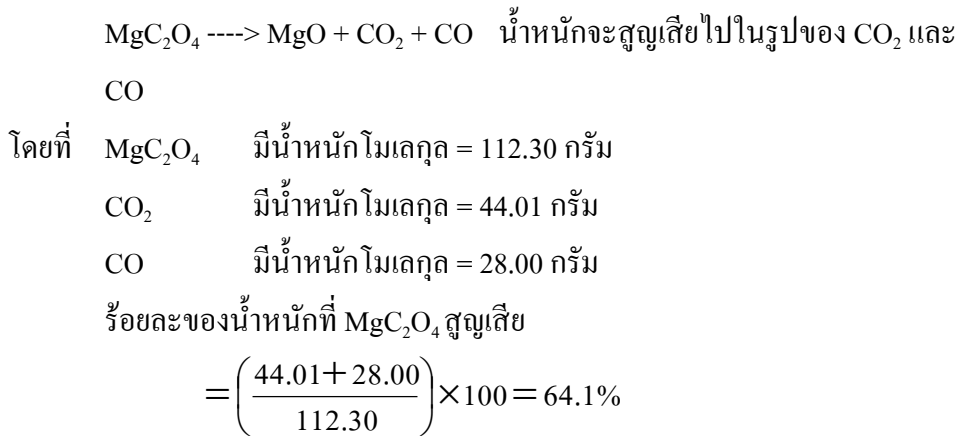 MgC₂O₄ ----> MgO + CO₂ + CO น้ำหนักจะสูญเสียไปในรูปของ CO₂ และ
CO
โดยที่ MgC₂O₄ มีน้ำหนักโมเลกุล = 112.30 กรัม
CO₂ มีน้ำหนักโมเลกุล = 44.01 กรัม
CO มีน้ำหนักโมเลกุล = 28.00 กรัม
ร้อยละของน้ำหนักที่ MgC₂O₄ สูญเสีย
= (44.01+28.00 / 112.30) × 100 = 64.1%